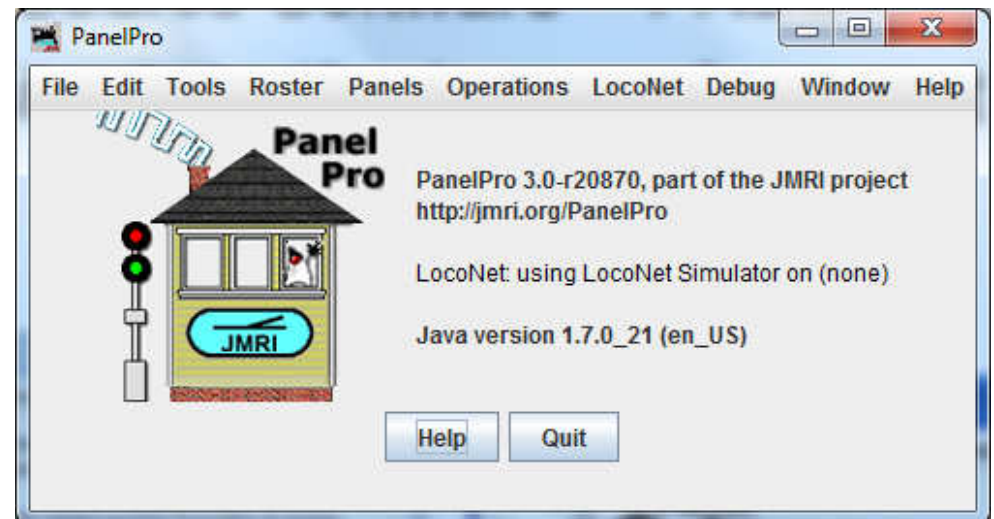 PanelPro
File Edit Tools Roster Panels Operations LocoNet Debug Window Help
Panel
Pro
PanelPro 3.0-r20870, part of the JMRI project
http://jmri.org/PanelPro
LocoNet: using LocoNet Simulator on (none)
JMRI
Java version 1.7.0_21 (en_US)
Help Quit